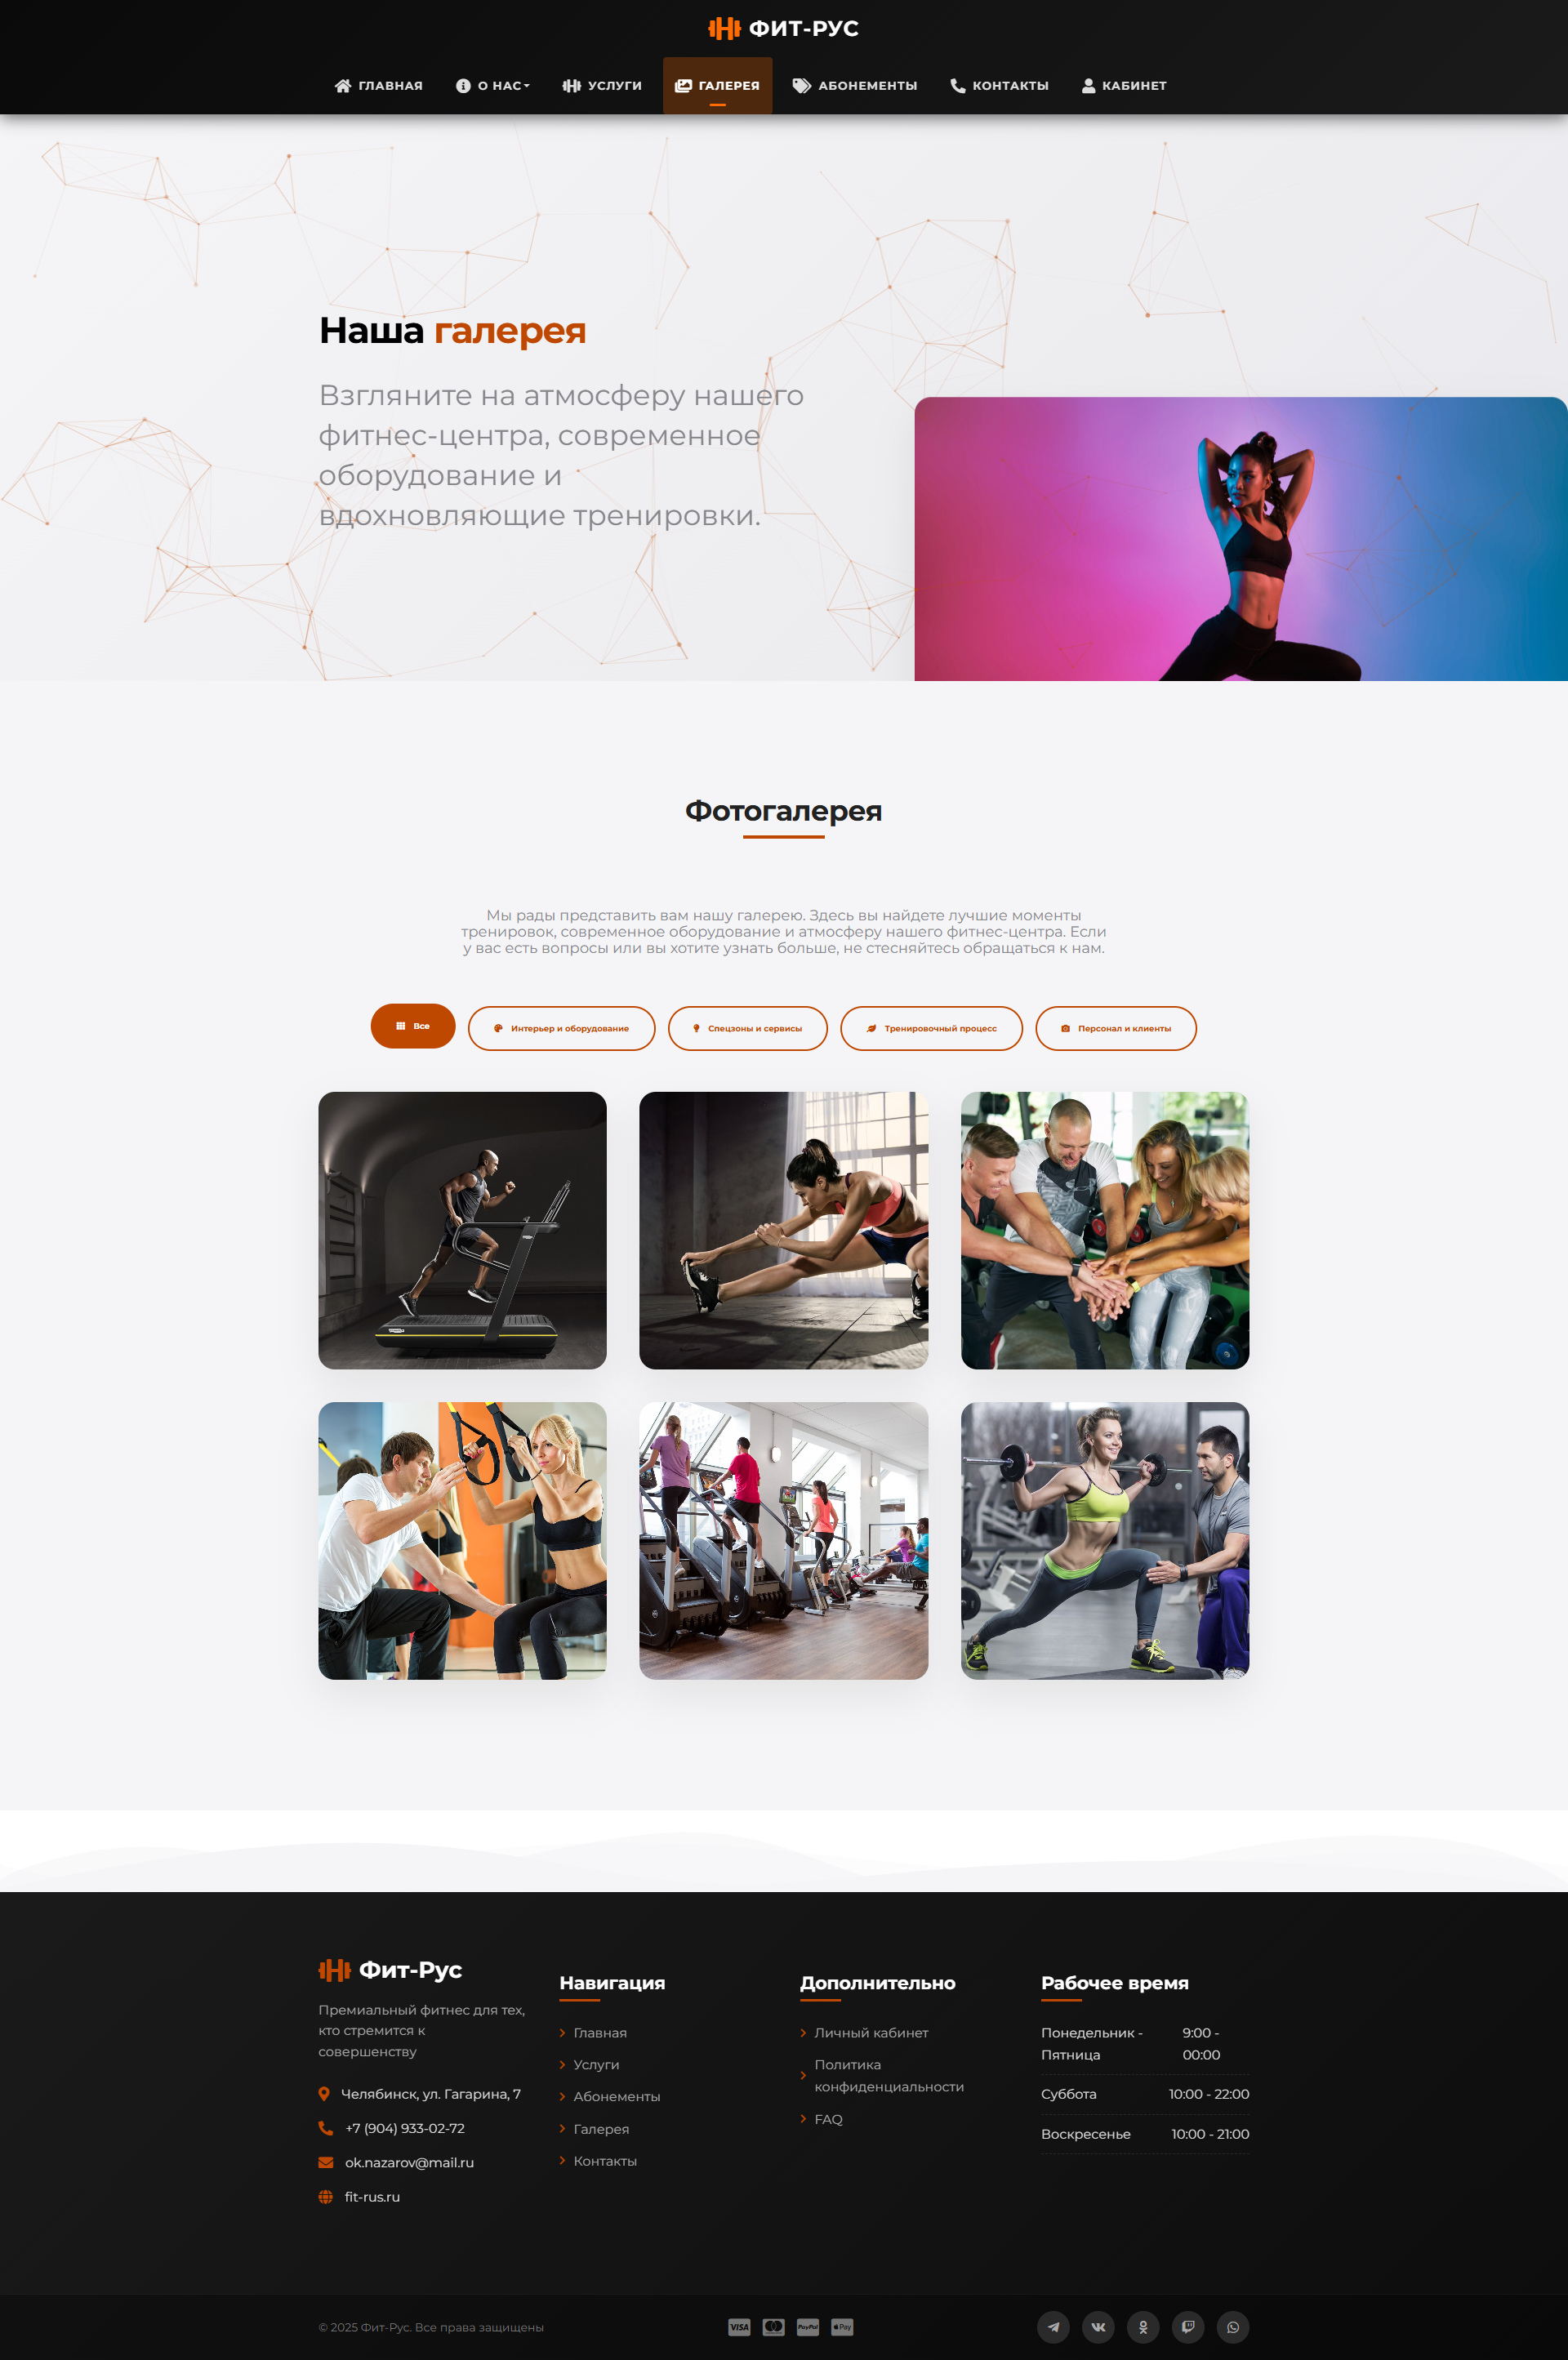 ФИТ-РУС
ГЛАВНАЯ
О НАС
УСЛУГИ
ГАЛЕРЕЯ
АБОНЕМЕНТЫ
КОНТАКТЫ
КАБИНЕТ
Наша галерея
Взгляните на атмосферу нашего
фитнес-центра, современное
оборудование и
вдохновляющие тренировки.
Фотогалерея
Мы рады представить вам нашу галерею. Здесь вы найдете лучшие моменты
тренировок, современное оборудование и атмосферу нашего фитнес-центра. Если
у вас есть вопросы или вы хотите узнать больше, не стесняйтесь обращаться к нам.
Все
Интерьер и оборудование
Спецзоны и сервисы
Тренировочный процесс
Персонал и клиенты
Фит-Рус
Премиальный фитнес для тех,
кто стремится к
совершенству
Челябинск, ул. Гагарина, 7
+7 (904) 933-02-72
ok.nazarov@mail.ru
fit-rus.ru
Навигация
Главная
Услуги
Абонементы
Галерея
Контакты
Дополнительно
Личный кабинет
Политика
конфиденциальности
FAQ
Рабочее время
Понедельник -
Пятница
9:00 -
00:00
Суббота
10:00 - 22:00
Воскресенье
10:00 - 21:00
© 2025 Фит-Рус. Все права защищены
VISA
PayPal
Pay